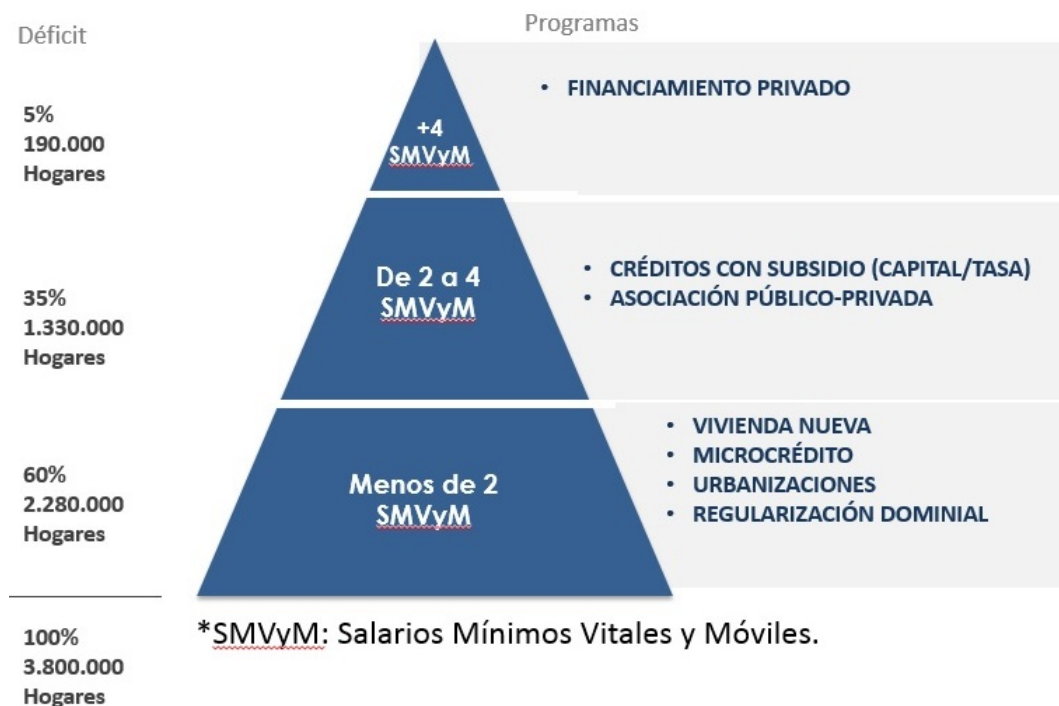 Déficit
Programas
5%
190.000
Hogares
+4
SMVyM
• FINANCIAMIENTO PRIVADO
35%
1.330.000
Hogares
De 2 a 4
SMVyM
• CRÉDITOS CON SUBSIDIO (CAPITAL/TASA)
• ASOCIACIÓN PÚBLICO-PRIVADA
60%
2.280.000
Hogares
Menos de 2
SMVyM
• VIVIENDA NUEVA
• MICROCRÉDITO
• URBANIZACIONES
• REGULARIZACIÓN DOMINIAL
100%
3.800.000
Hogares
*SMVyM: Salarios Mínimos Vitales y Móviles.